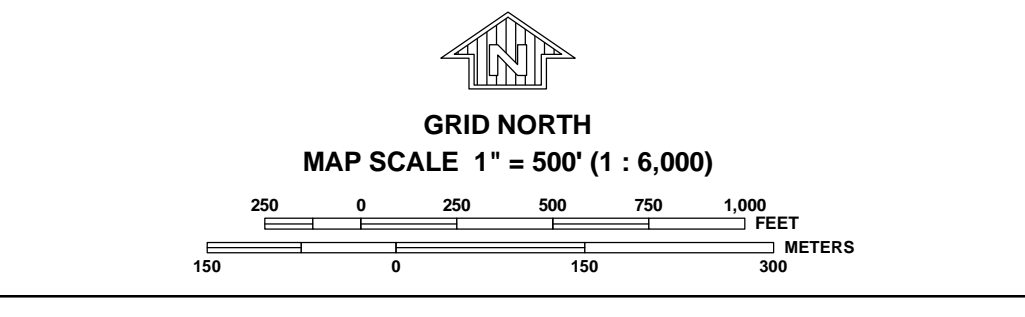 N
GRID NORTH
MAP SCALE 1" = 500' (1 : 6,000)
250 0 250 500 750 1,000
FEET
METERS
150 0 150 300